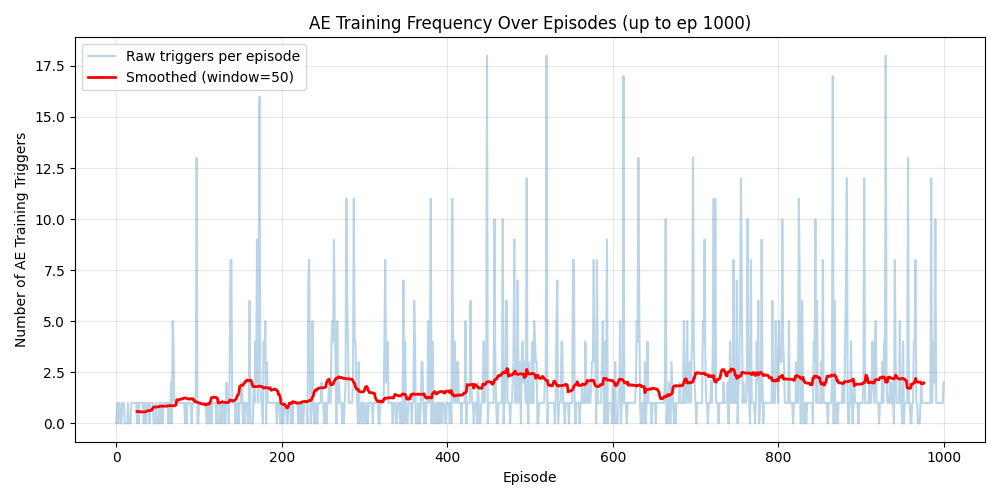 AE Training Frequency Over Episodes (up to ep 1000)
Raw triggers per episode
Smoothed (window=50)
Number of AE Training Triggers
17.5
15.0
12.5
10.0
7.5
5.0
2.5
0.0
0
200
400
600
800
1000
Episode